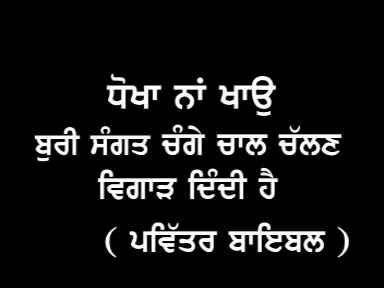 ਧੋਖਾ ਨਾਂ ਖਾਉ
ਬੁਰੀ ਸੰਗਤ ਚੰਗੇ ਚਾਲ ਚੱਲਣ
ਵਿਗਾੜ ਦਿੰਦੀ ਹੈ
( ਪਵਿੱਤਰ ਬਾਇਬਲ )